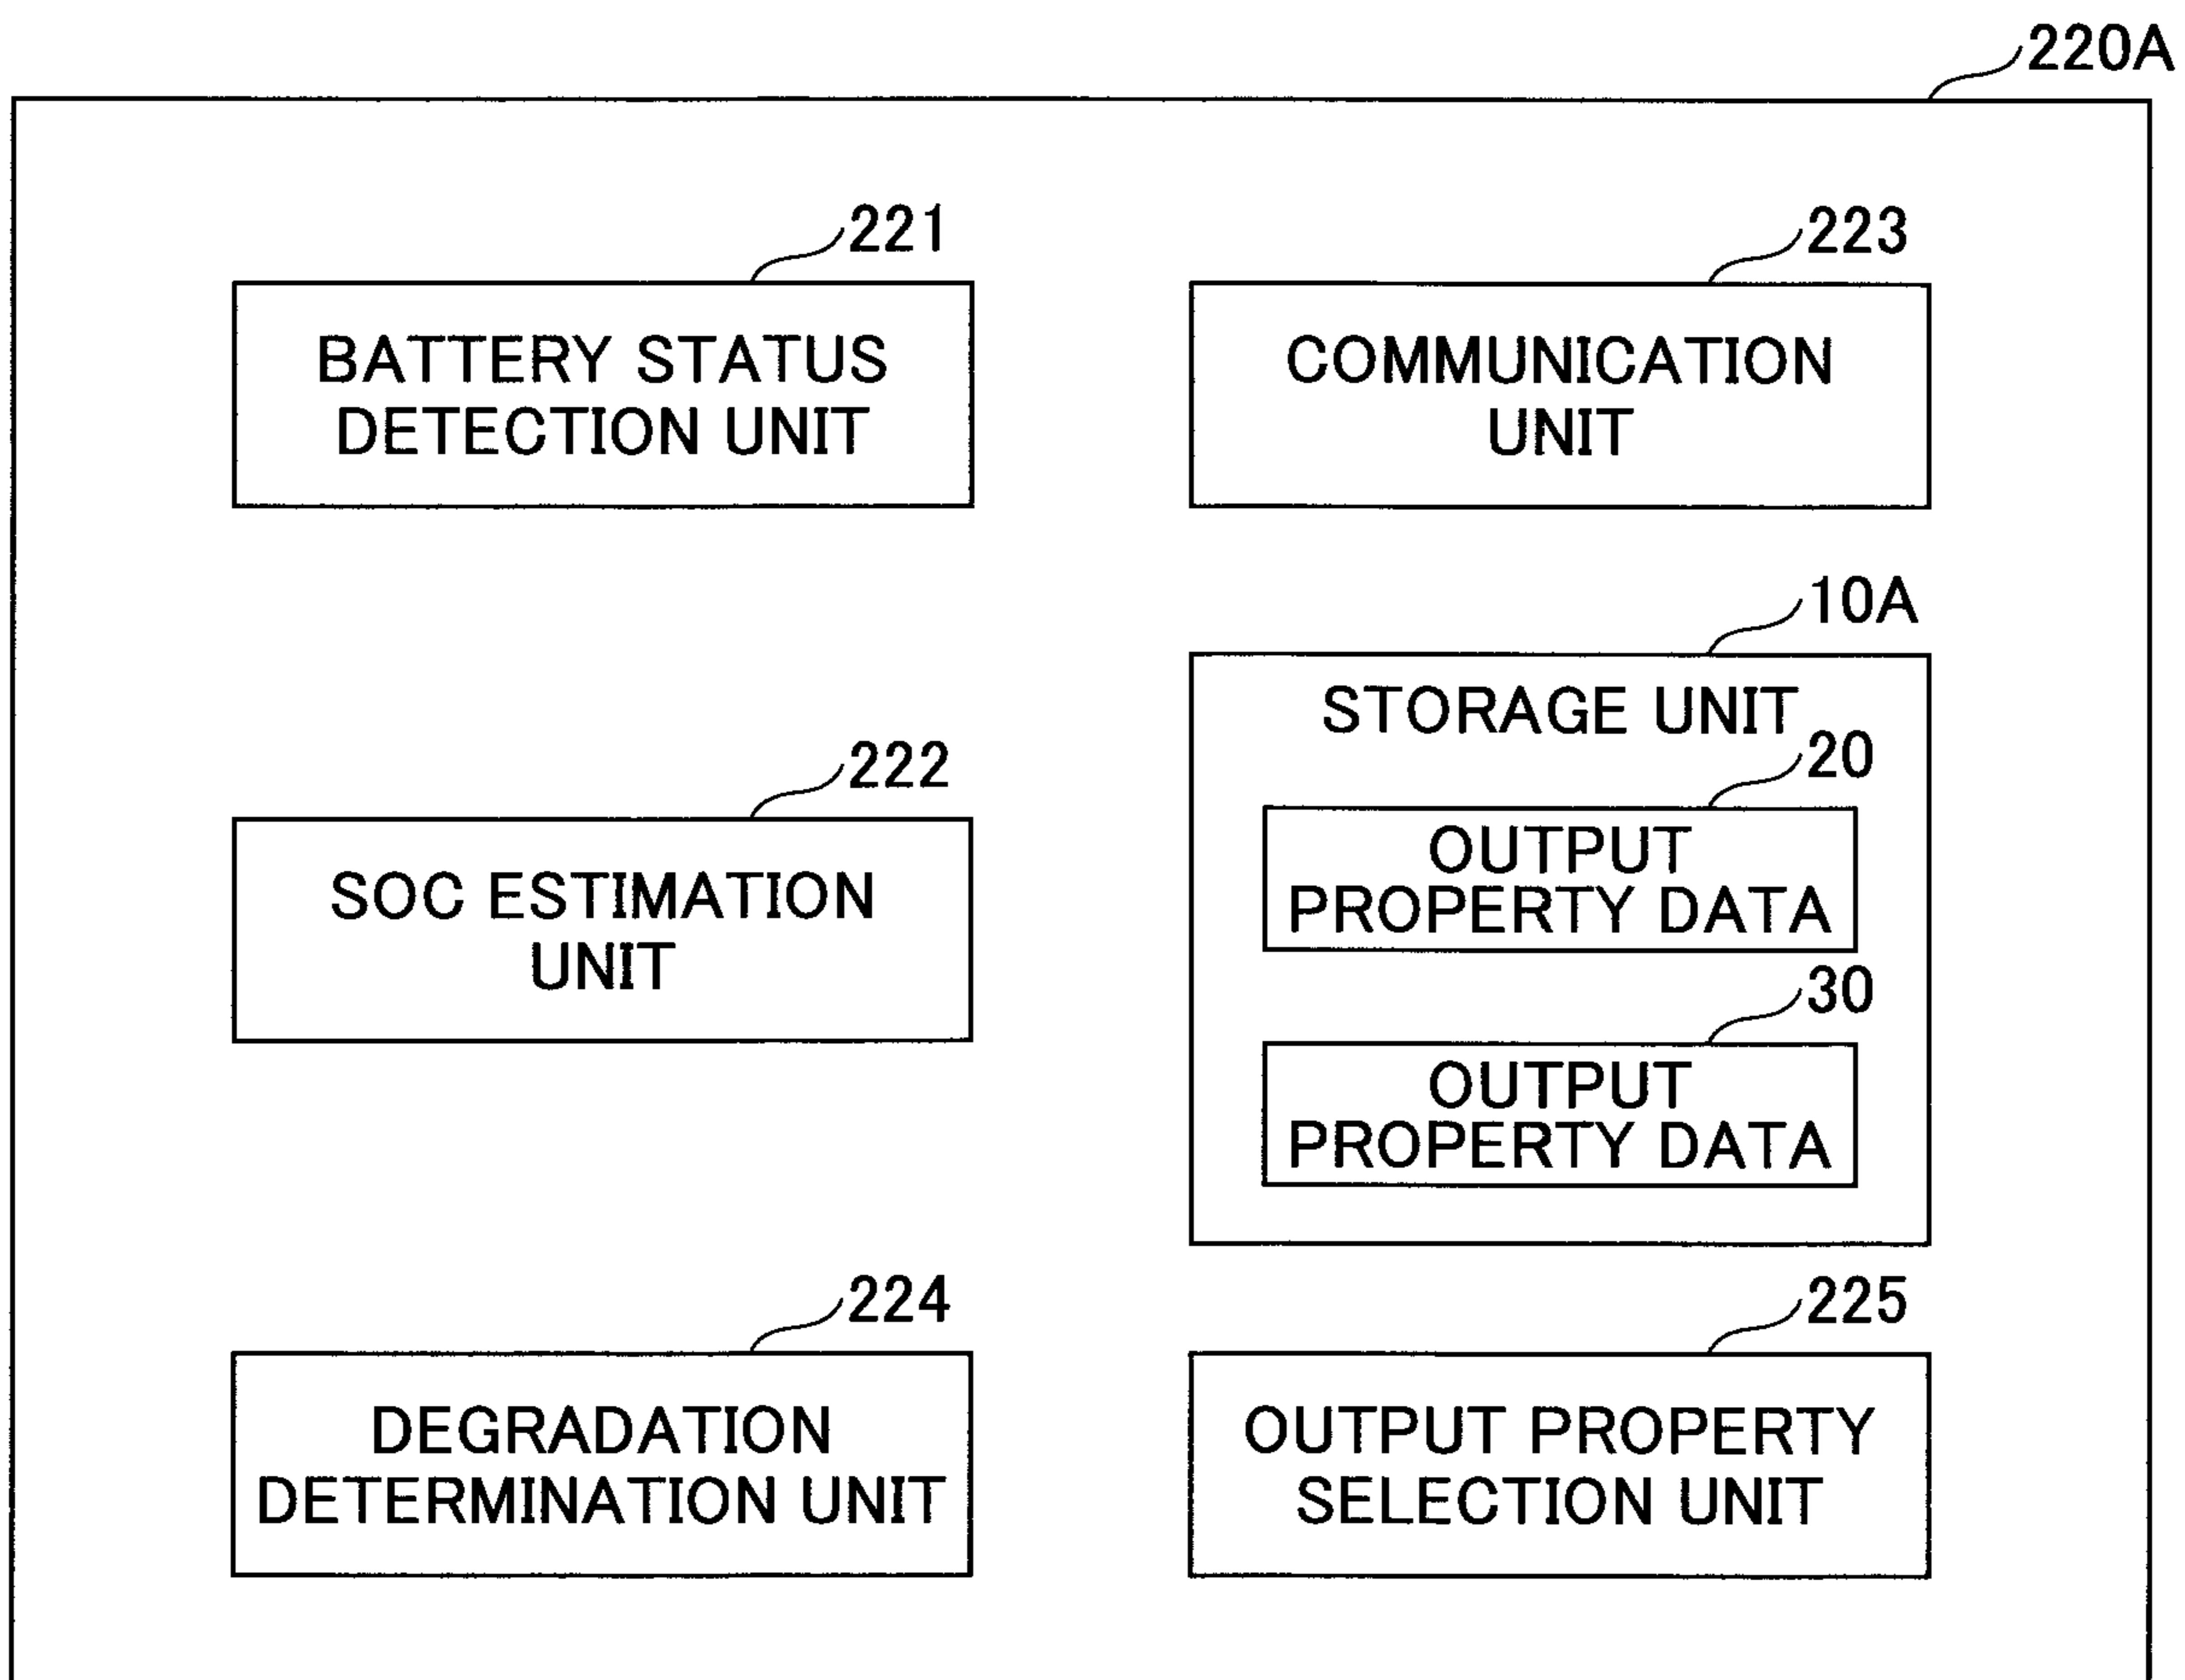 220A
221
BATTERY STATUS
DETECTION UNIT
223
COMMUNICATION
UNIT
222
SOC ESTIMATION
UNIT
10A
STORAGE UNIT
20
OUTPUT
PROPERTY DATA
30
OUTPUT
PROPERTY DATA
224
DEGRADATION
DETERMINATION UNIT
225
OUTPUT PROPERTY
SELECTION UNIT